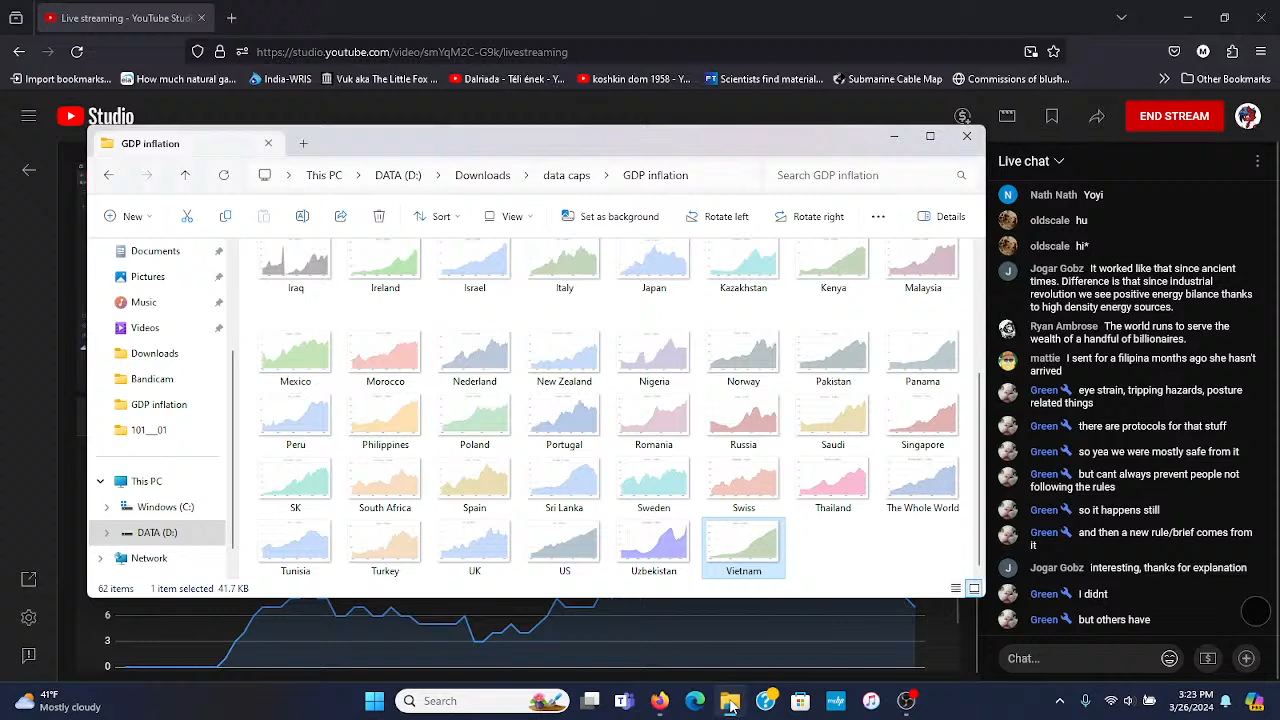 Live streaming - YouTube Studi
https://studio.youtube.com/video/smYqM2C-G9k/livestreaming
Import bookmarks...
How much natural ga...
India-WRIS
Vuk aka The Little Fox ...
Dalriada - Téli ének - Y...
koshkin dom 1958 - Y...
Scientists find material...
Submarine Cable Map
Commissions of blush...
Other Bookmarks
Studio
END STREAM
GDP inflation
This PC
DATA (D:)
Downloads
data caps
GDP inflation
Search GDP inflation
New
Sort
View
Set as background
Rotate left
Rotate right
Details
Documents
Pictures
Music
Videos
Downloads
Bandicam
GDP inflation
101___01
This PC
Windows (C:)
DATA (D:)
Network
Iraq
Ireland
Israel
Italy
Japan
Kazakhstan
Kenya
Malaysia
Mexico
Morocco
Nederland
New Zealand
Nigeria
Norway
Pakistan
Panama
Peru
Philippines
Poland
Portugal
Romania
Russia
Saudi
Singapore
SK
South Africa
Spain
Sri Lanka
Sweden
Swiss
Thailand
The Whole World
Tunisia
Turkey
UK
US
Uzbekistan
Vietnam
62 items
1 item selected
41.7 KB
6
3
0
Live chat
N Nath Nath Yoyi
oldscale hu
oldscale hi*
J Jogar Gobz It worked like that since ancient
times. Difference is that since industrial
revolution we see positive energy bilance thanks
to high density energy sources.
Ryan Ambrose The world runs to serve the
wealth of a handful of billionaires.
mattie I sent for a filipina months ago she hasn't
arrived
Green eye strain, tripping hazards, posture
related things
Green there are protocols for this stuff
Green so yea we were mostly safe from it
Green but cant always prevent people not
following the rules
Green so it happens still
Green and then a new rule/brief comes from
it
J Jogar Gobz interesting, thanks for explanation
Green I didnt
Green but others have
Chat...
41°F
Mostly cloudy
Search
3:23 PM
3/26/2024